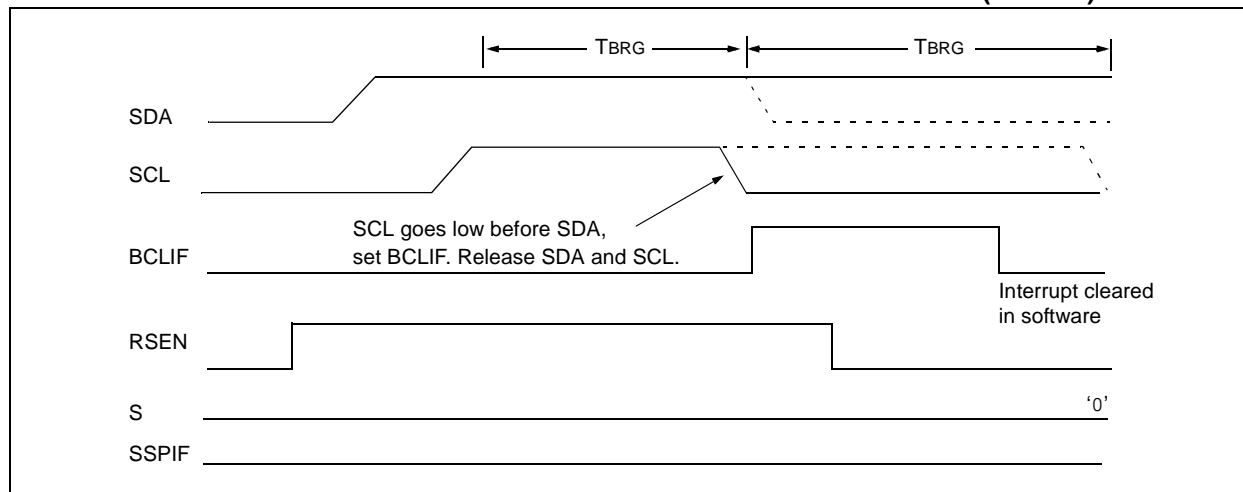 TBRG
TBRG
SDA
SCL
SCL goes low before SDA,
set BCLIF. Release SDA and SCL.
BCLIF
Interrupt cleared
in software
RSEN
S
‘0’
SSPIF